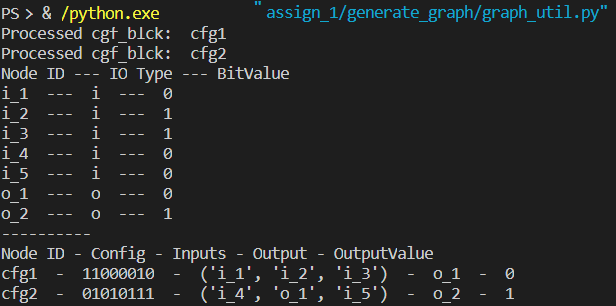 PS > & /python.exe "assign_1/generate_graph/graph_util.py"
Processed cgf_blck:  cfg1
Processed cgf_blck:  cfg2
Node ID --- IO Type --- BitValue
i_1  ---  i  ---  0
i_2  ---  i  ---  1
i_3  ---  i  ---  1
i_4  ---  i  ---  0
i_5  ---  i  ---  0
o_1  ---  o  ---  0
o_2  ---  o  ---  1
----------
Node ID - Config - Inputs - Output - OutputValue
cfg1  -  11000010  -  ('i_1', 'i_2', 'i_3')  -  o_1  -  0
cfg2  -  01010111  -  ('i_4', 'o_1', 'i_5')  -  o_2  -  1